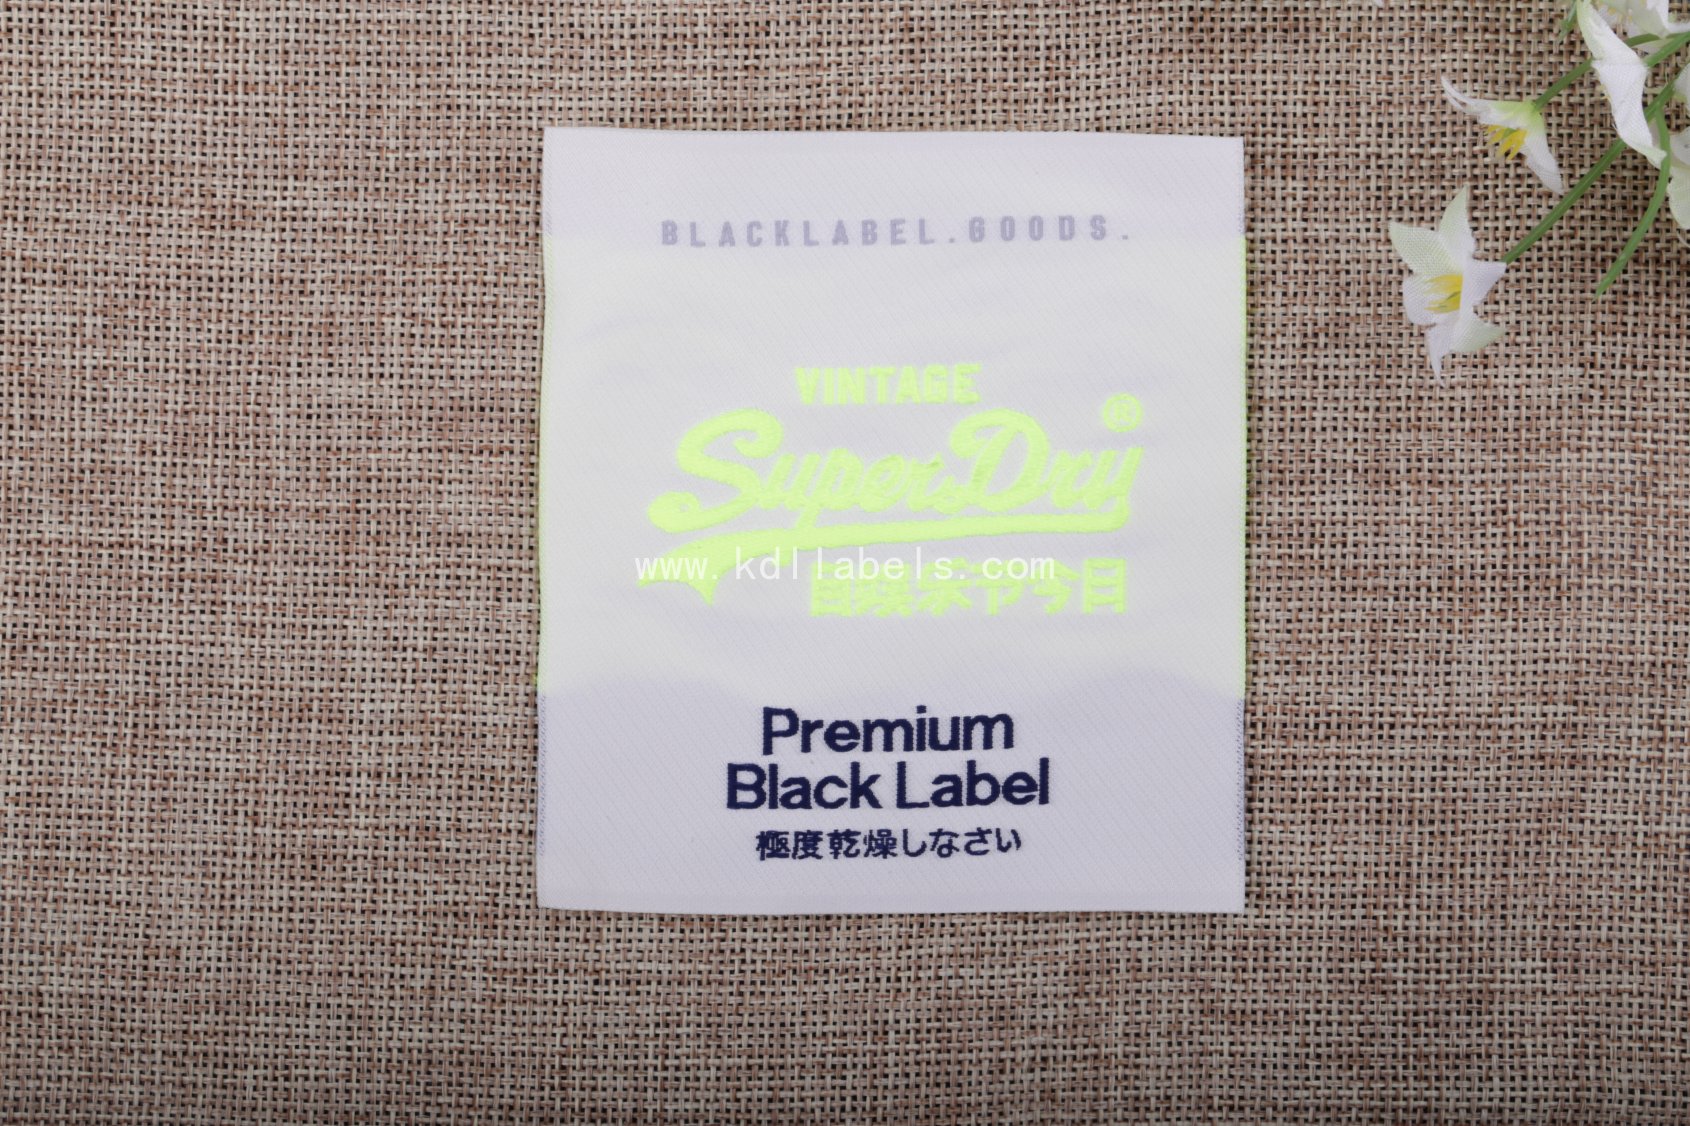 BLACKLABEL.GOODS.
VINTAGE
SuperDry®
www.kdllabels.com
Premium
Black Label
極度乾燥しなさい